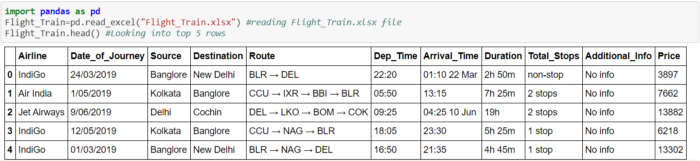 import pandas as pd
Flight_Train=pd.read_excel("Flight_Train.xlsx") #reading Flight_Train.xlsx file
Flight_Train.head() #Looking into top 5 rows
Airline Date_of_Journey Source Destination Route Dep_Time Arrival_Time Duration Total_Stops Additional_Info Price
0 IndiGo 24/03/2019 Banglore New Delhi BLR → DEL 22:20 01:10 22 Mar 2h 50m non-stop No info 3897
1 Air India 1/05/2019 Kolkata Banglore CCU → IXR → BBI → BLR 05:50 13:15 7h 25m 2 stops No info 7662
2 Jet Airways 9/06/2019 Delhi Cochin DEL → LKO → BOM → COK 09:25 04:25 10 Jun 19h 2 stops No info 13882
3 IndiGo 12/05/2019 Kolkata Banglore CCU → NAG → BLR 18:05 23:30 5h 25m 1 stop No info 6218
4 IndiGo 01/03/2019 Banglore New Delhi BLR → NAG → DEL 16:50 21:35 4h 45m 1 stop No info 13302